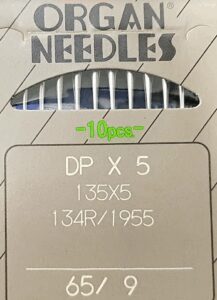 ORGAN®
NEEDLES
-10pcs-
DP X 5
135X5
134R/1955
65/ 9